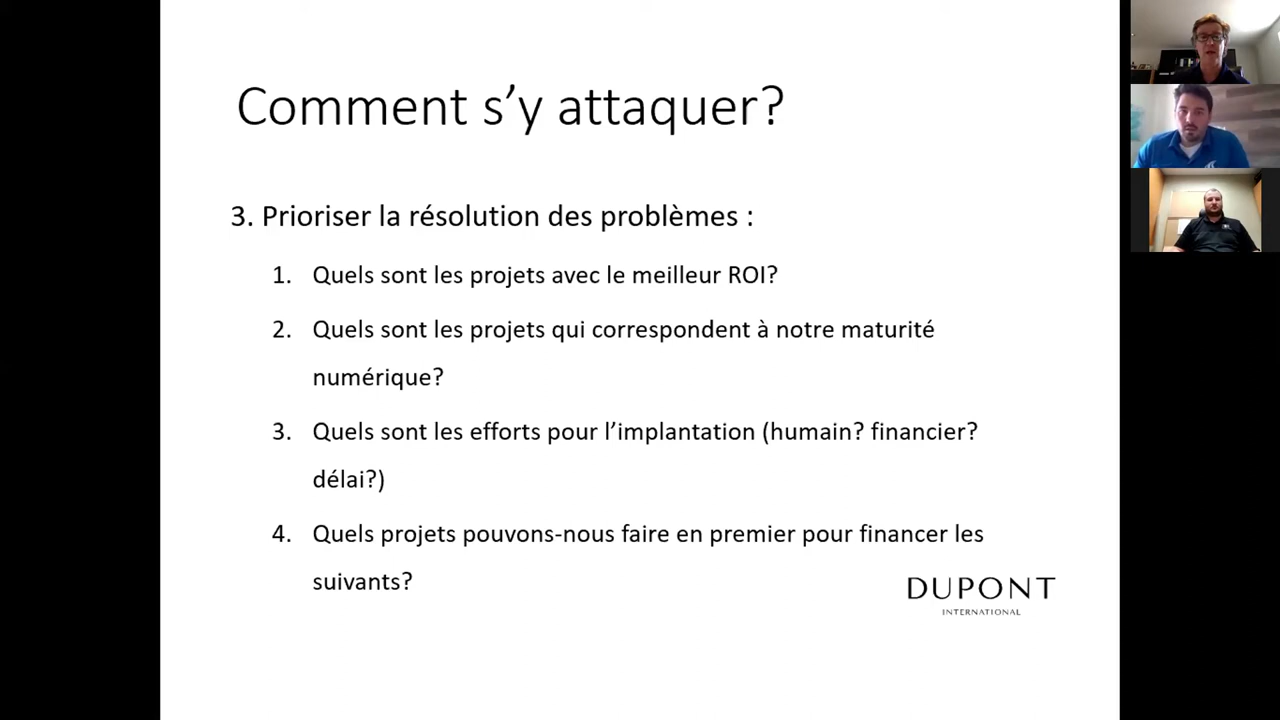 Comment s’y attaquer?
3. Prioriser la résolution des problèmes :
1. Quels sont les projets avec le meilleur ROI?
2. Quels sont les projets qui correspondent à notre maturité
numérique?
3. Quels sont les efforts pour l’implantation (humain? financier?
délai?)
4. Quels projets pouvons-nous faire en premier pour financer les
suivants?
DUPONT
INTERNATIONAL